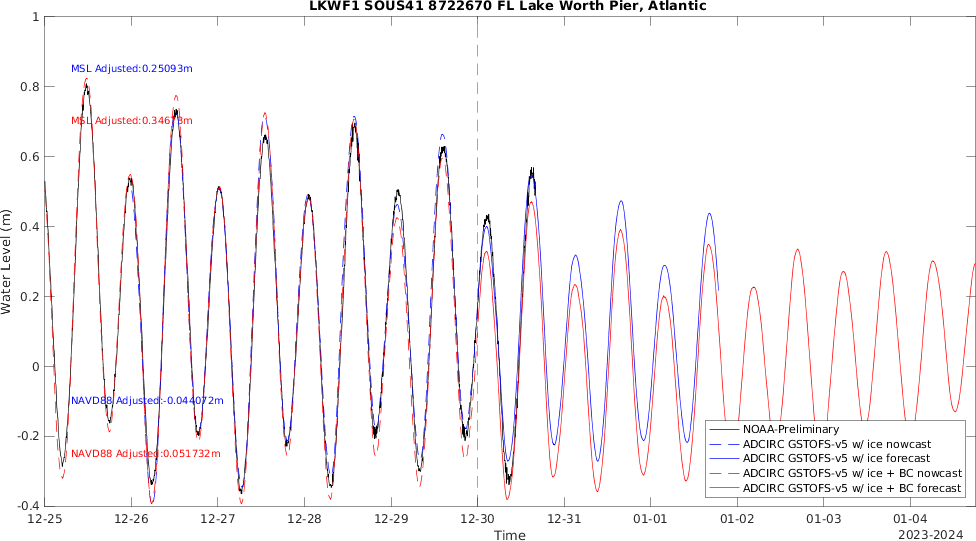 LKWF1 SOUS41 8722670 FL Lake Worth Pier, Atlantic
1
0.8
0.6
0.4
0.2
0
-0.2
-0.4
Water Level (m)
MSL Adjusted:0.25093m
MSL Adjusted:0.34613m
NAVD88 Adjusted:-0.044072m
NAVD88 Adjusted:0.051732m
NOAA-Preliminary
ADCIRC GSTOFS-v5 w/ ice nowcast
ADCIRC GSTOFS-v5 w/ ice forecast
ADCIRC GSTOFS-v5 w/ ice + BC nowcast
ADCIRC GSTOFS-v5 w/ ice + BC forecast
12-25 12-26 12-27 12-28 12-29 12-30 12-31 01-01 01-02 01-03 01-04
Time
2023-2024